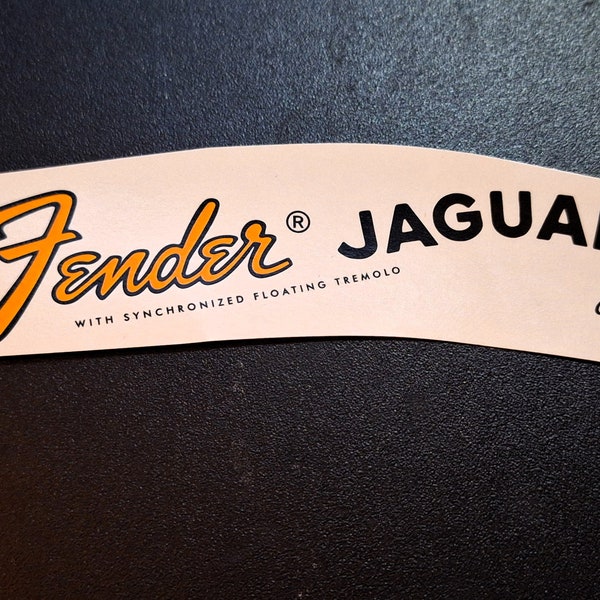 Fender® JAGUA
WITH SYNCHRONIZED FLOATING TREMOLO